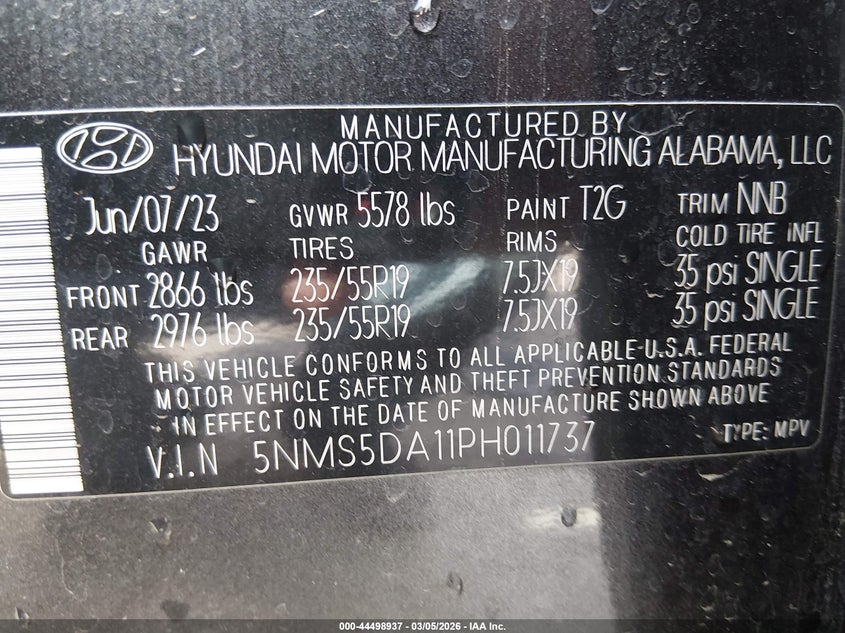 MANUFACTURED BY
HYUNDAI MOTOR MANUFACTURING ALABAMA, LLC
Jun/07/23 GVWR 5578 lbs PAINT T2G TRIM NNB
GAWR TIRES RIMS COLD TIRE INFL
FRONT 2866 lbs 235/55R19 7.5JX19 35 psi SINGLE
REAR 2976 lbs 235/55R19 7.5JX19 35 psi SINGLE
THIS VEHICLE CONFORMS TO ALL APPLICABLE-U.S.A. FEDERAL
MOTOR VEHICLE SAFETY AND THEFT PREVENTION STANDARDS
IN EFFECT ON THE DATE OF MANUFACTURE SHOWN ABOVE
V.I.N 5NMS5DA11PH011737 TYPE: MPV
000-44498937 - 03/05/2026 - IAA Inc.